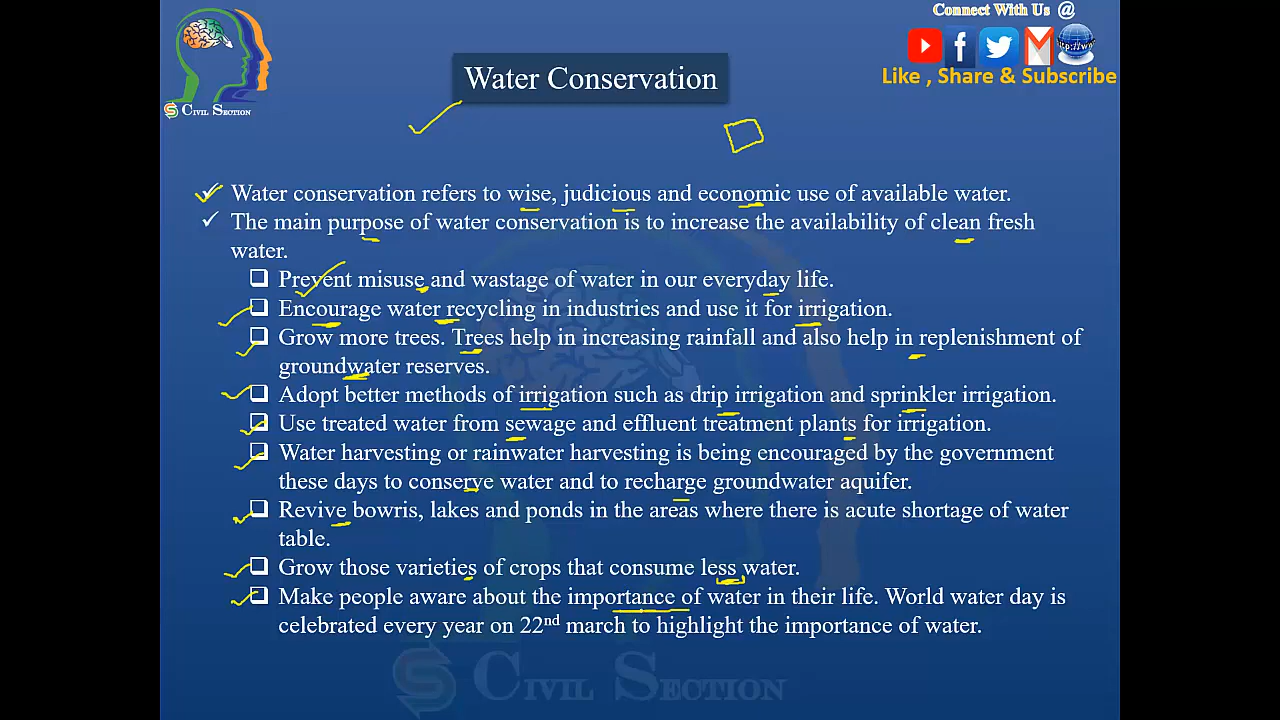 Connect With Us @
http://www
Like , Share & Subscribe
CIVIL SECTION
Water Conservation
Water conservation refers to wise, judicious and economic use of available water.
The main purpose of water conservation is to increase the availability of clean fresh
water.
Prevent misuse and wastage of water in our everyday life.
Encourage water recycling in industries and use it for irrigation.
Grow more trees. Trees help in increasing rainfall and also help in replenishment of
groundwater reserves.
Adopt better methods of irrigation such as drip irrigation and sprinkler irrigation.
Use treated water from sewage and effluent treatment plants for irrigation.
Water harvesting or rainwater harvesting is being encouraged by the government
these days to conserve water and to recharge groundwater aquifer.
Revive bowris, lakes and ponds in the areas where there is acute shortage of water
table.
Grow those varieties of crops that consume less water.
Make people aware about the importance of water in their life. World water day is
celebrated every year on 22nd march to highlight the importance of water.
CIVIL SECTION